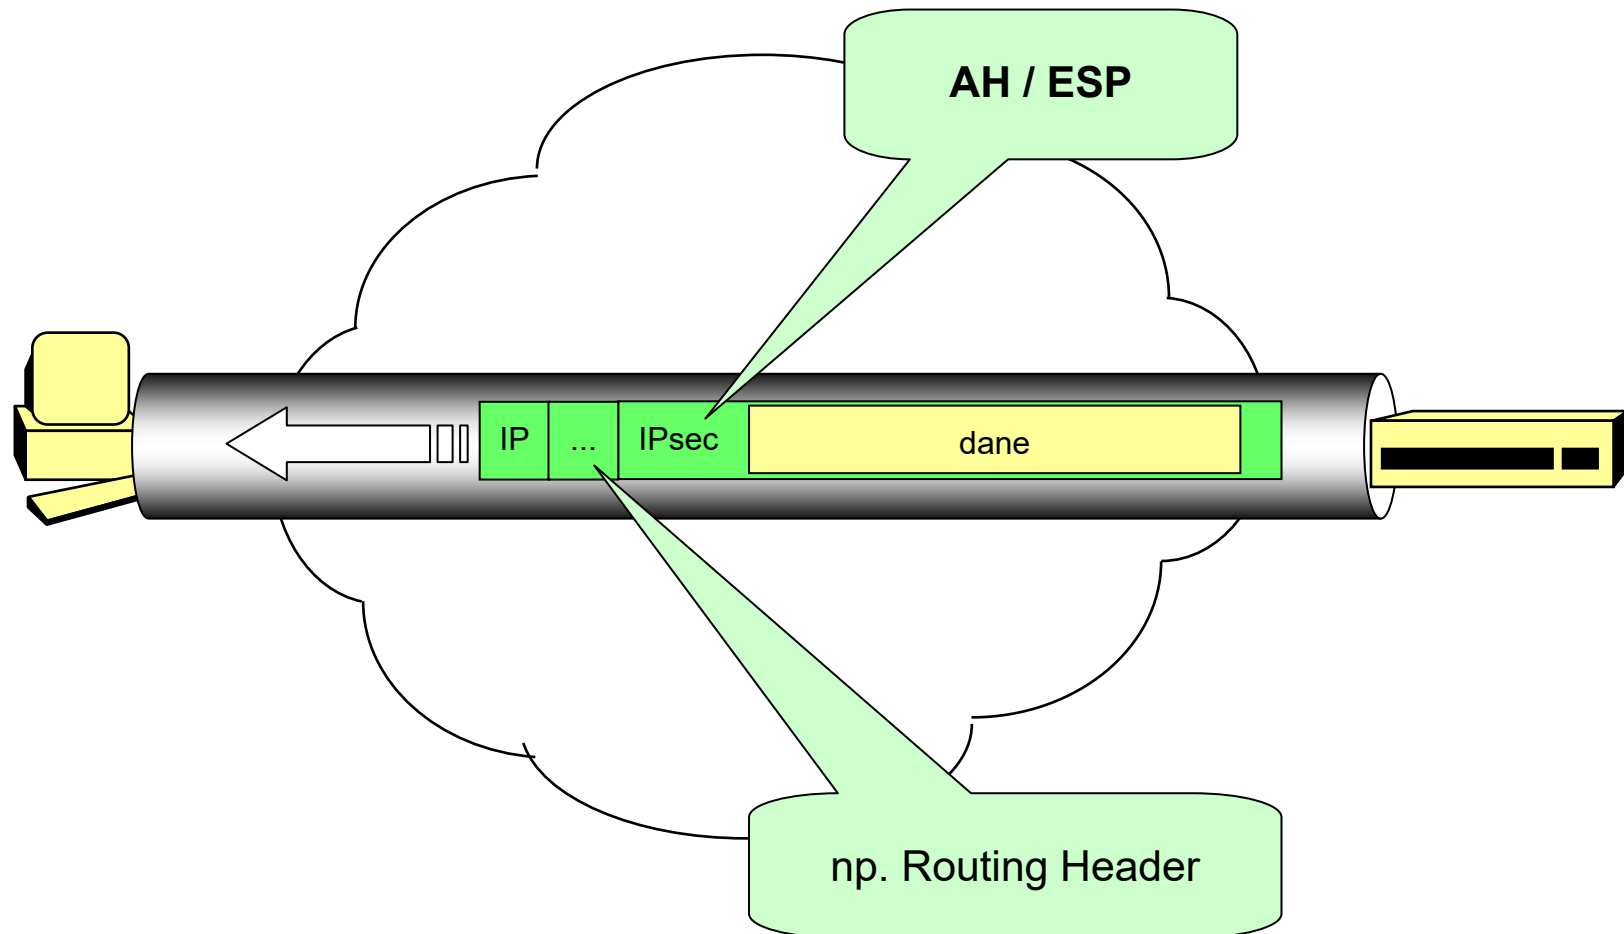 AH / ESP
IP
...
IPsec
dane
np. Routing Header